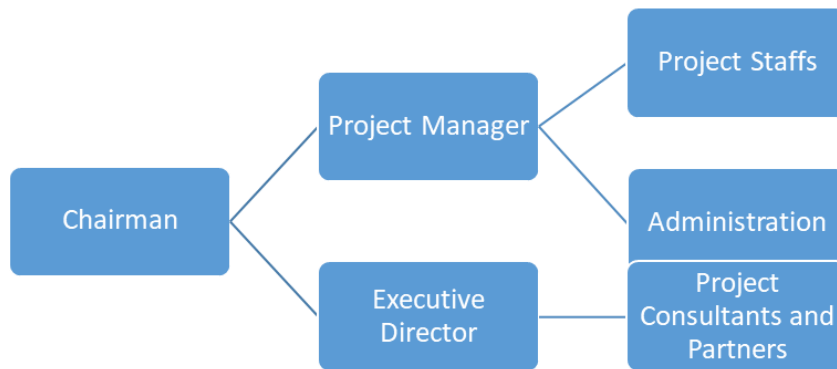 Project Staffs
Project Manager
Chairman
Administration
Executive
Director
Project
Consultants and
Partners